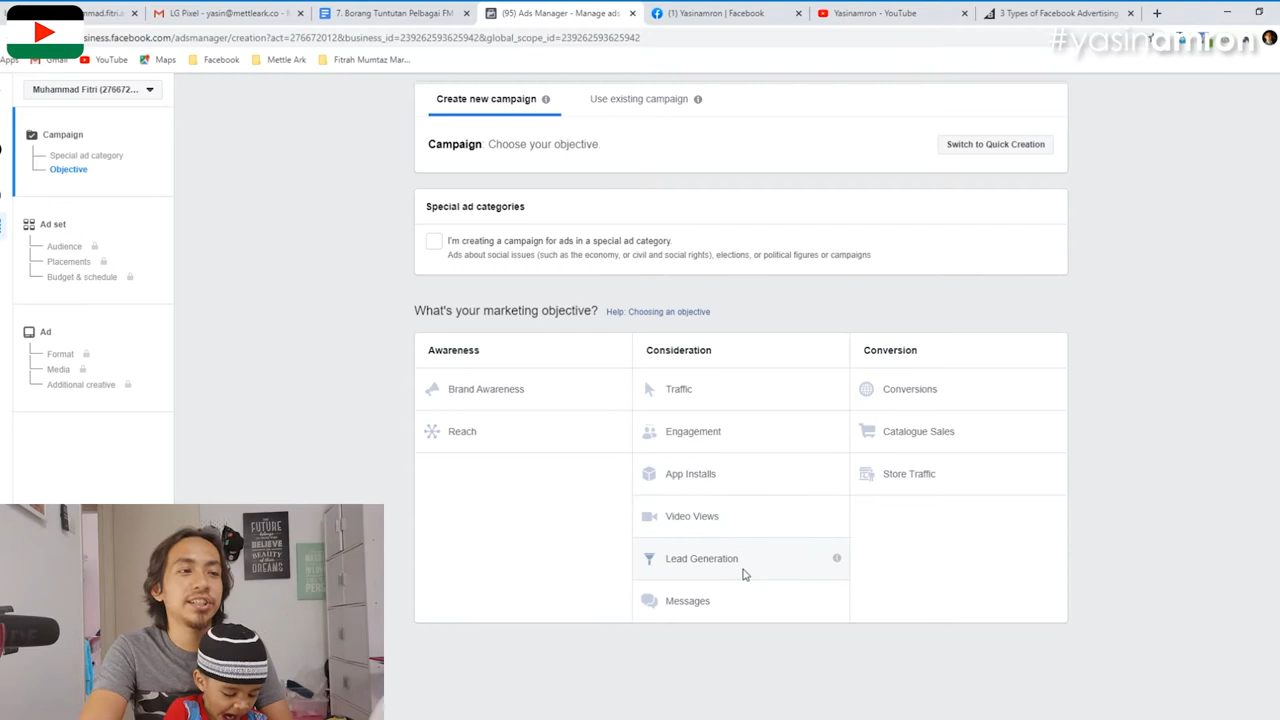 .fitri...
LG Pixel - yasin@mettleark.co -
7. Borang Tuntutan Pelbagai FM
(95) Ads Manager - Manage ads
Yasinamron | Facebook
Yasinamron - YouTube
3 Types of Facebook Advertising
siness.facebook.com/adsmanager/creation?act=276672012&business_id=239262593625942&global_scope_id=239262593625942
#yasinamron
Apps
Gmail
YouTube
Maps
Facebook
Mettle Ark
Fitrah Mumtaz Mar...
Muhammad Fitri (276672...
Create new campaign
Use existing campaign
Campaign
Campaign: Choose your objective.
Switch to Quick Creation
Special ad category
Objective
Special ad categories
Ad set
I'm creating a campaign for ads in a special ad category.
Audience
Ads about social issues (such as the economy, or civil and social rights), elections, or political figures or campaigns
Placements
Budget & schedule
What's your marketing objective? Help: Choosing an objective
Ad
Awareness
Consideration
Conversion
Format
Media
Additional creative
Brand Awareness
Traffic
Conversions
Reach
Engagement
Catalogue Sales
App Installs
Store Traffic
Video Views
Lead Generation
Messages
THE
FUTURE
BELONGS
BELIEVE
BEAUTY
DREAMS